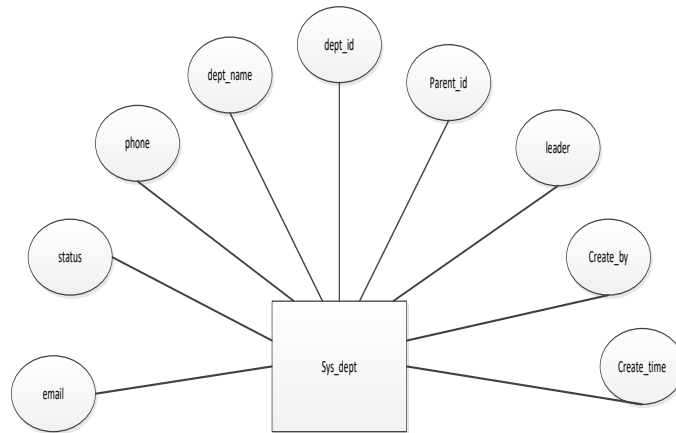 dept_id
dept_name
Parent_id
phone
leader
status
Create_by
Sys_dept
Create_time
email